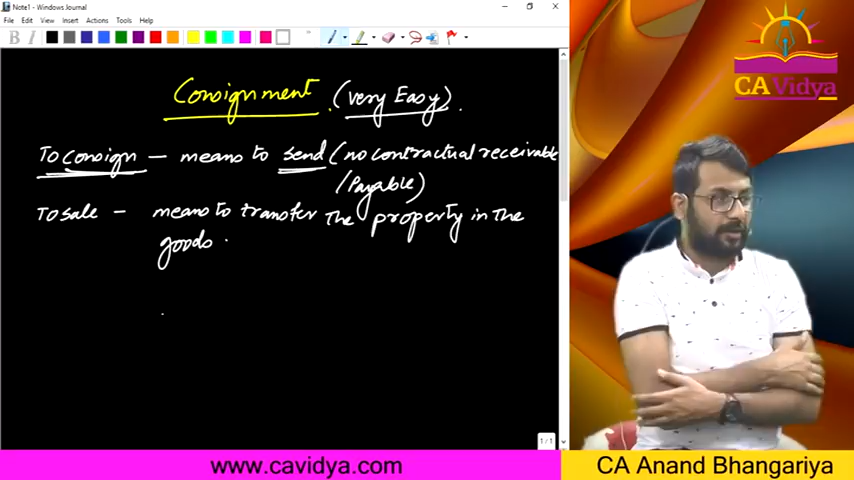 Note1 - Windows Journal
File Edit View Insert Actions Tools Help
B I
Consignment (very Easy).
To consign — means to send (no contractual receivable
/Payable)
To sale — means to transfer the property in the
goods.
1/1
CA Vidya
www.cavidya.com
CA Anand Bhangariya